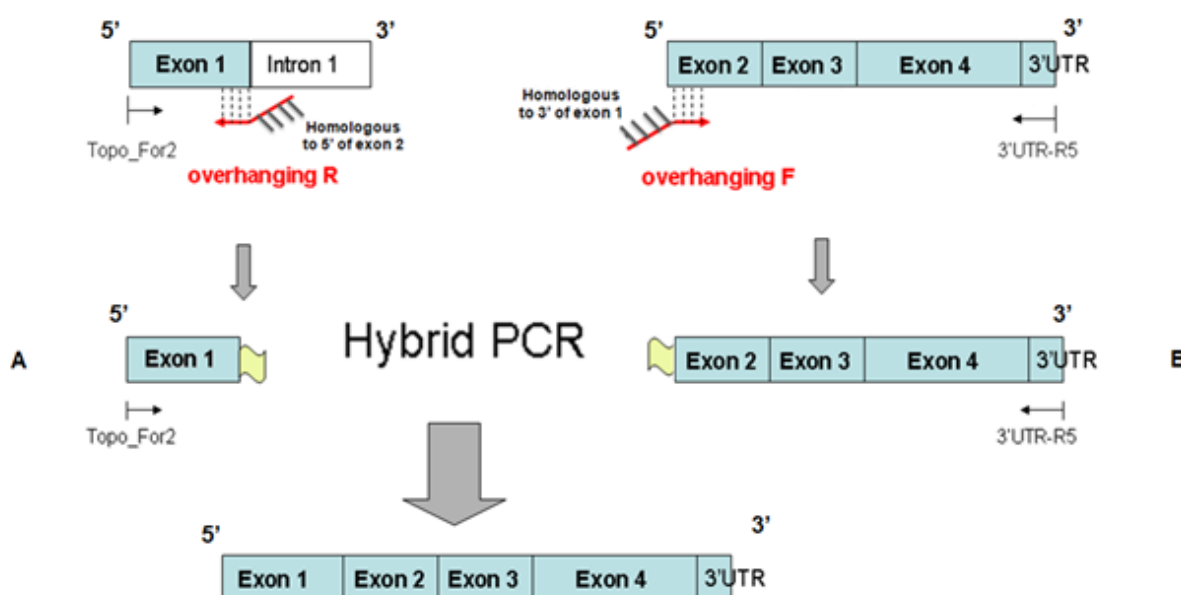 5’ 3’ 5’ 3’
Exon 1 Intron 1 Exon 2 Exon 3 Exon 4 3’UTR
Homologous
to 5’ of exon 2
Homologous
to 3’ of exon 1
Topo_For2
overhanging R
overhanging F
3’UTR-R5
5’ 3’
A Exon 1 Hybrid PCR Exon 2 Exon 3 Exon 4 3’UTR
Topo_For2 3’UTR-R5
5’ 3’
Exon 1 Exon 2 Exon 3 Exon 4 3’UTR